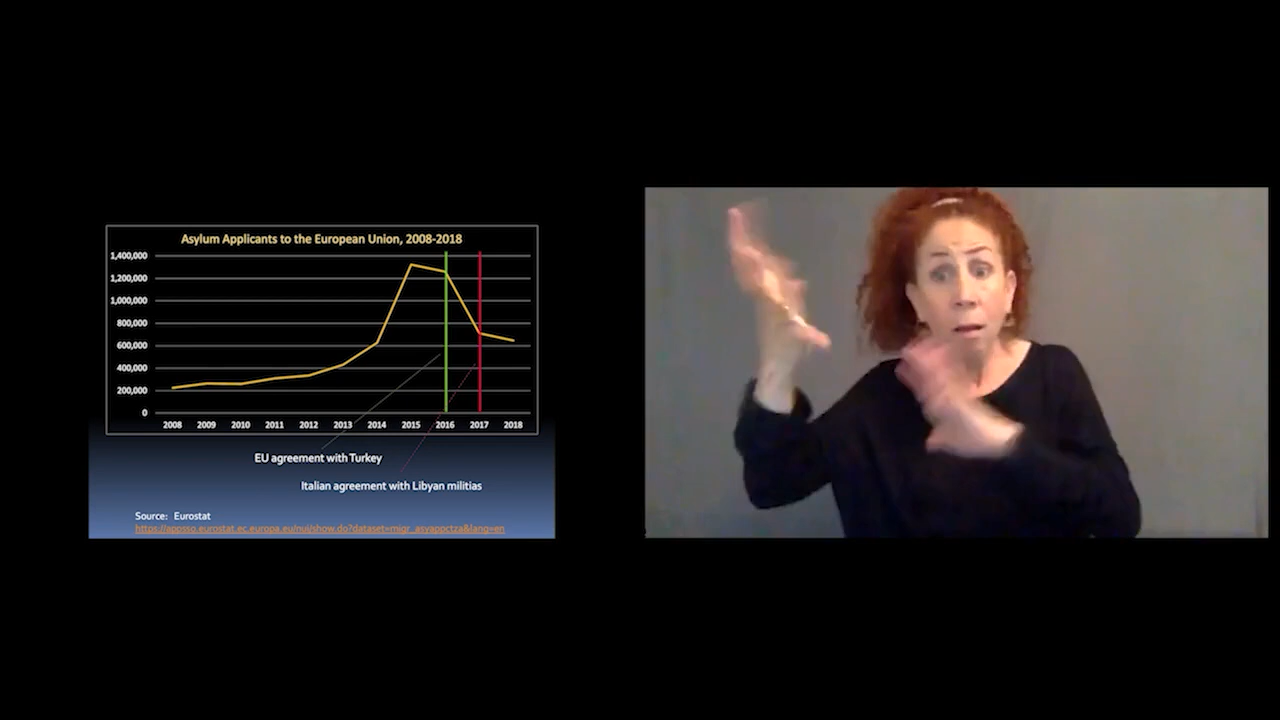 Asylum Applicants to the European Union, 2008-2018
1,400,000
1,200,000
1,000,000
800,000
600,000
400,000
200,000
0
2008 2009 2010 2011 2012 2013 2014 2015 2016 2017 2018
EU agreement with Turkey
Italian agreement with Libyan militias
Source: Eurostat
https://appsso.eurostat.ec.europa.eu/nui/show.do?dataset=migr_asyappctza&lang=en